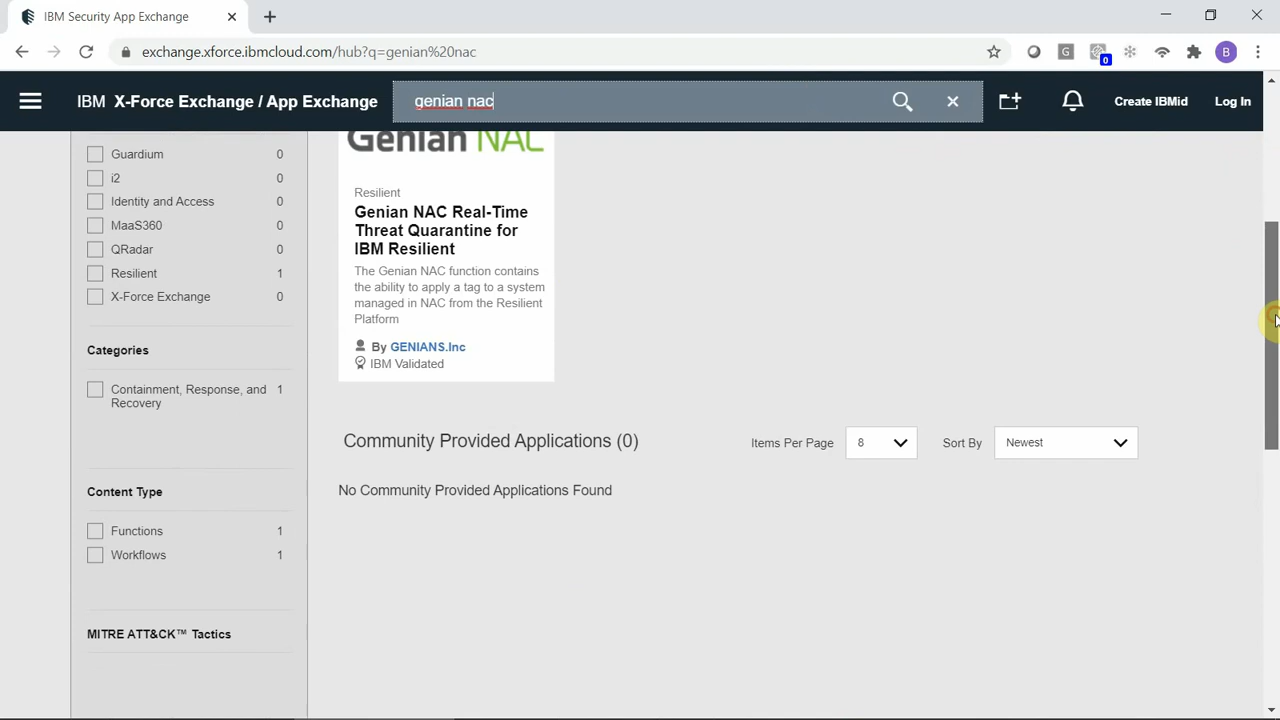 IBM Security App Exchange
exchange.xforce.ibmcloud.com/hub?q=genian%20nac
G
0
B
IBM X-Force Exchange / App Exchange
genian nac
Create IBMid
Log In
Guardium 0
i2 0
Identity and Access 0
MaaS360 0
QRadar 0
Resilient 1
X-Force Exchange 0
Categories
Containment, Response, and 1
Recovery
Content Type
Functions 1
Workflows 1
MITRE ATT&CK™ Tactics
Genian NAC
Resilient
Genian NAC Real-Time
Threat Quarantine for
IBM Resilient
The Genian NAC function contains
the ability to apply a tag to a system
managed in NAC from the Resilient
Platform
By GENIANS.Inc
IBM Validated
Community Provided Applications (0)
Items Per Page 8
Sort By Newest
No Community Provided Applications Found